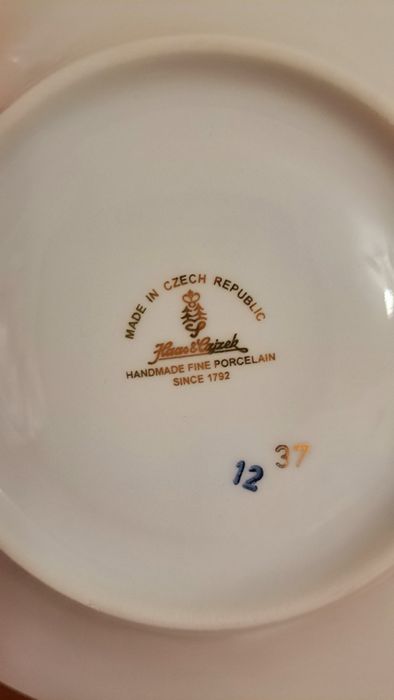 MADE IN CZECH REPUBLIC
Haas & Czjzek
HANDMADE FINE PORCELAIN
SINCE 1792
12 37